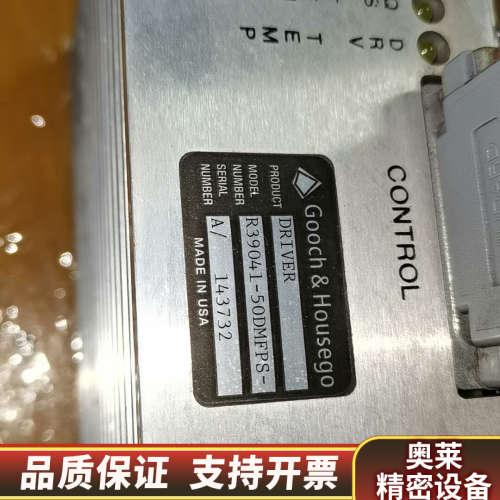 Gooch & Housego
PRODUCT DRIVER
MODEL NUMBER R39041-50DMFPS-
SERIAL NUMBER A/ 143732
MADE IN USA
CONTROL
品质保证 支持开票
奥莱
精密设备